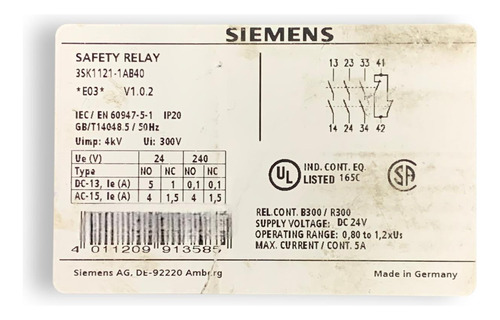 SIEMENS
SAFETY RELAY
3SK1121-1AB40
*E03* V1.0.2
IEC/ EN 60947-5-1 IP20
GB/T14048.5 / 50Hz
Uimp: 4kV Ui: 300V
Ue (V) 24 240
Type NO NC NO NC
DC-13, Ie (A) 5 1 0,1 0,1
AC-15, Ie (A) 4 1,5 4 1,5
4 011209 913585
Siemens AG, DE-92220 Amberg
13 23 33 41
14 24 34 42
UL IND. CONT. EQ.
LISTED 165C
SA
REL.CONT. B300 / R300
SUPPLY VOLTAGE: DC 24V
OPERATING RANGE: 0,80 to 1,2xUs
MAX. CURRENT / CONT. 5A
Made in Germany